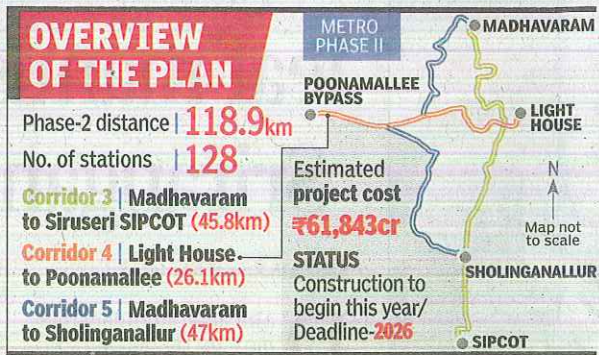 OVERVIEW
OF THE PLAN
Phase-2 distance | 118.9km
No. of stations | 128
Corridor 3 | Madhavaram
to Siruseri SIPCOT (45.8km)
Corridor 4 | Light House
to Poonamallee (26.1km)
Corridor 5 | Madhavaram
to Sholinganallur (47km)
METRO
PHASE II
MADHAVARAM
POONAMALLEE
BYPASS
LIGHT
HOUSE
Estimated
project cost
₹61,843cr
STATUS
Construction to
begin this year/
Deadline-2026
N
Map not
to scale
SHOLINGANALLUR
SIPCOT